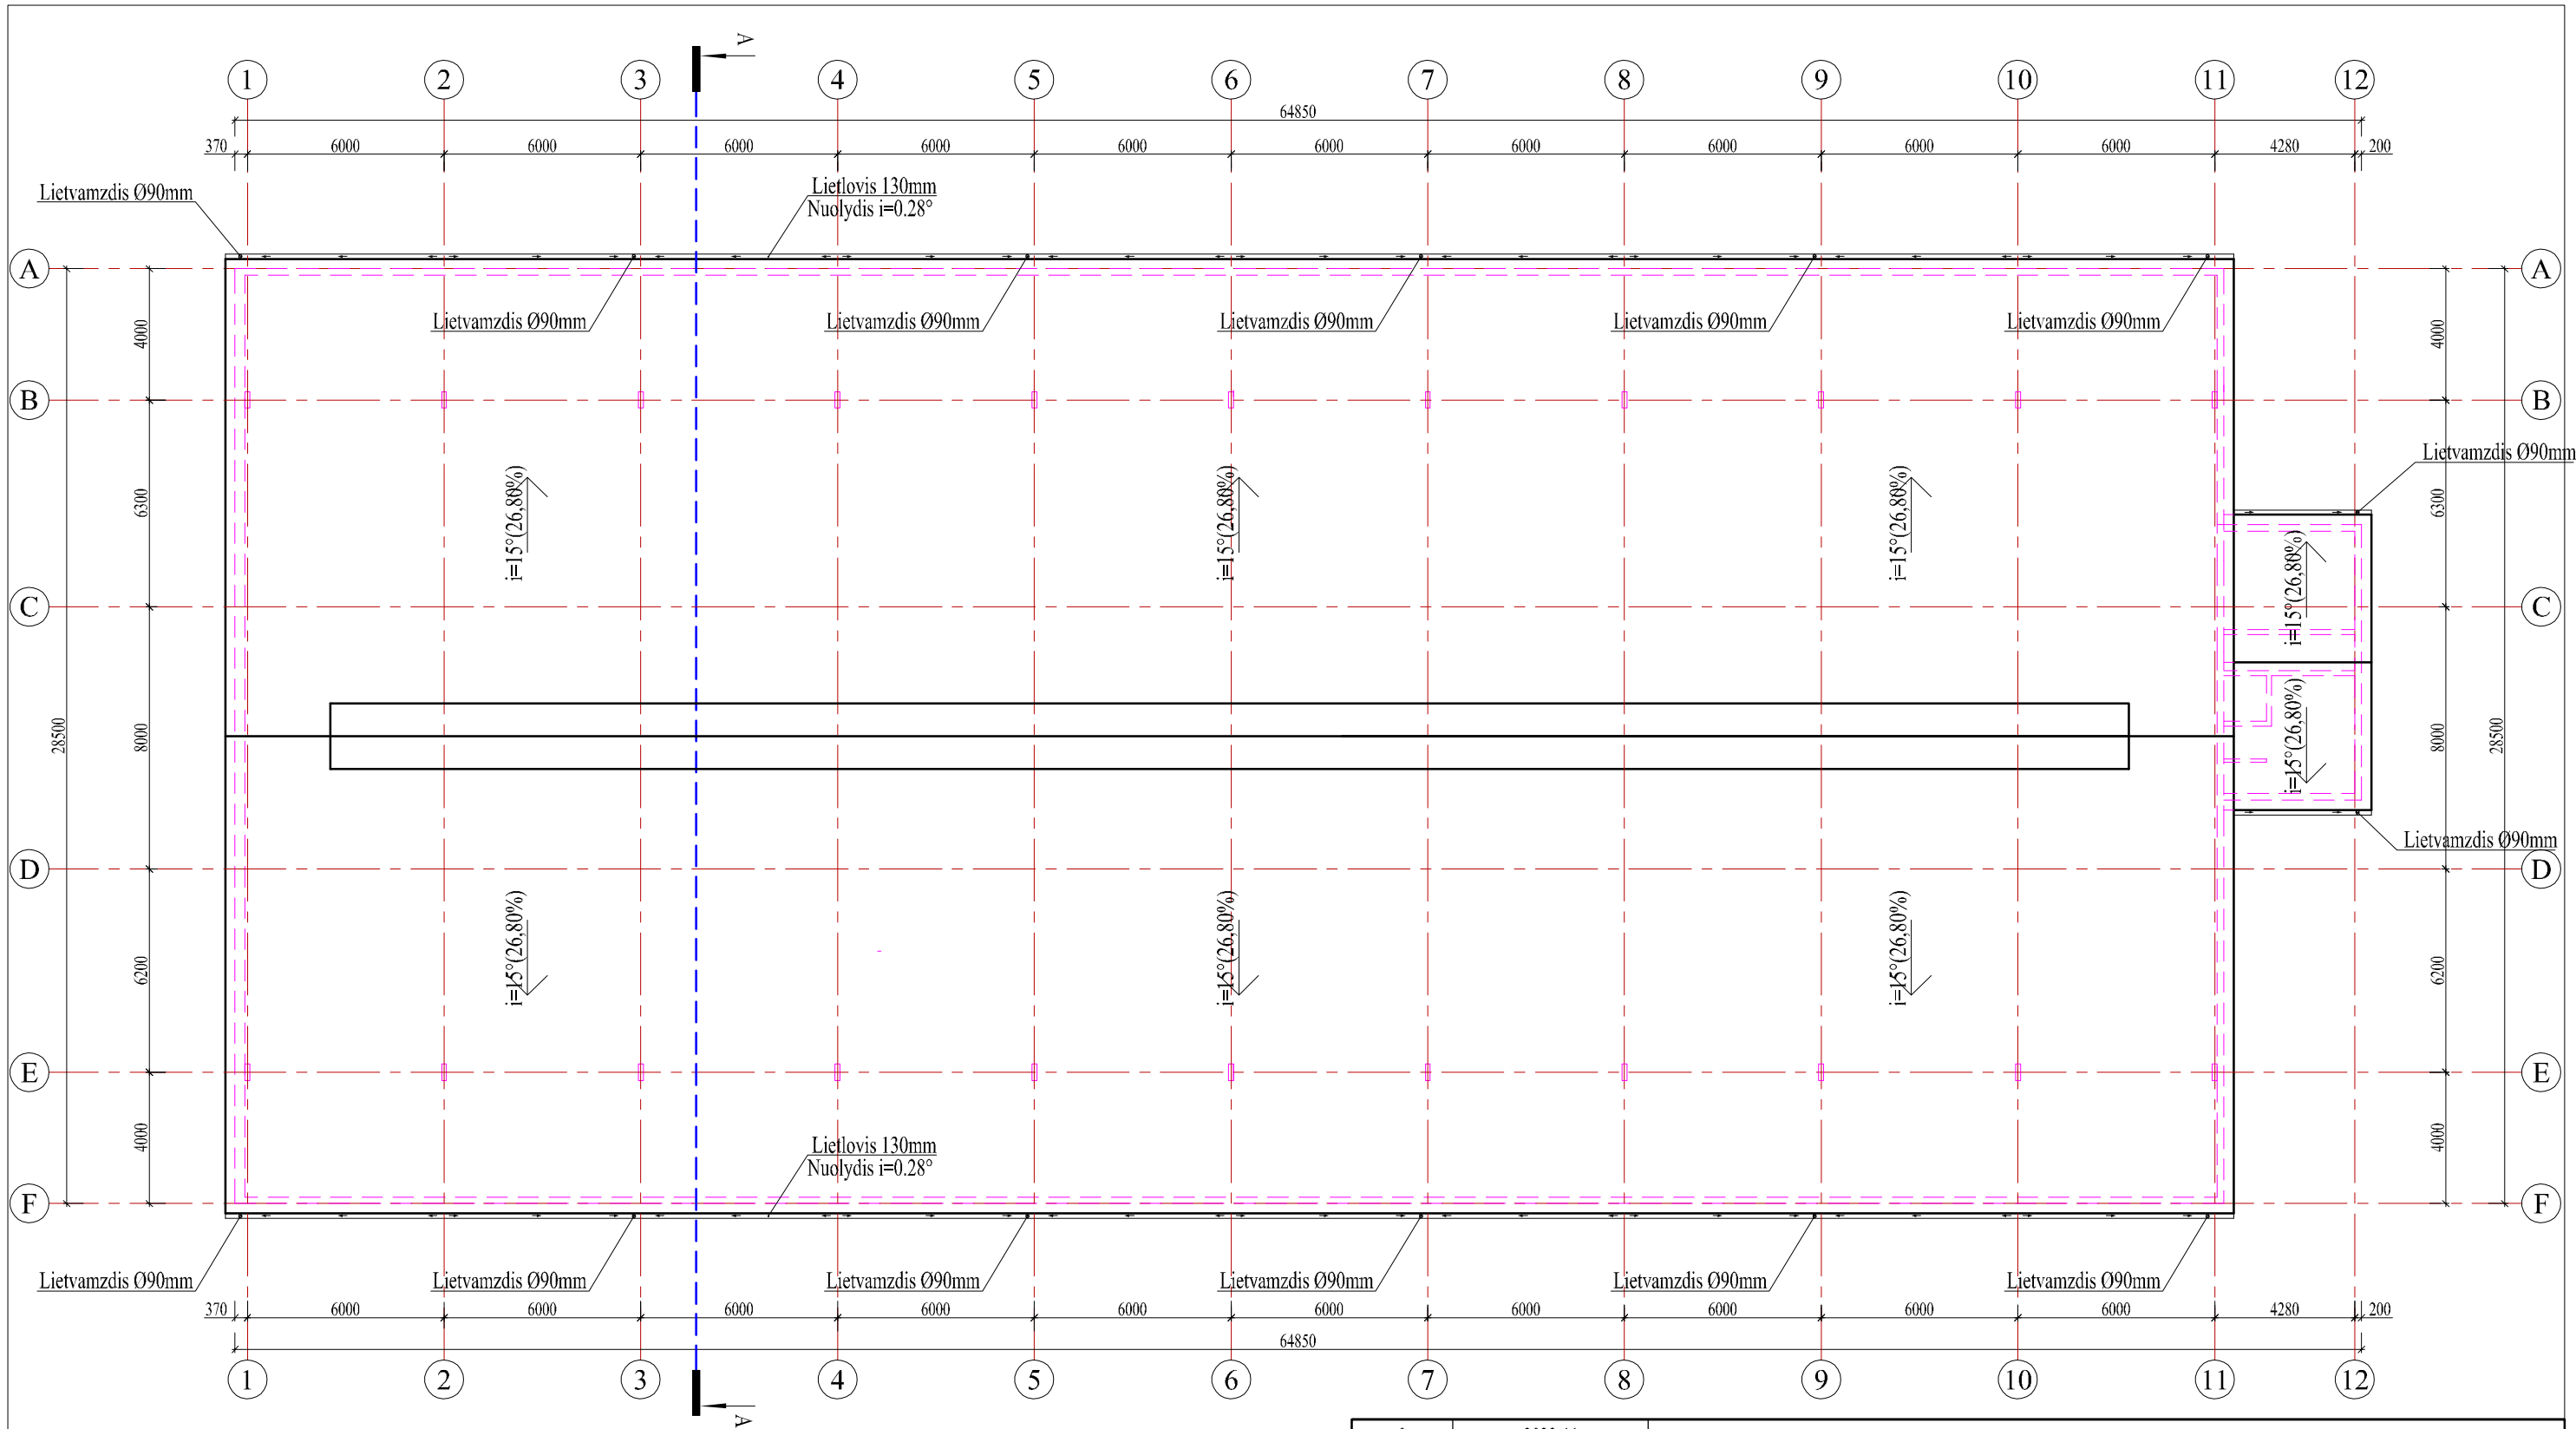 A
1 2 3 4 5 6 7 8 9 10 11 12
64850
370 6000 6000 6000 6000 6000 6000 6000 6000 6000 6000 4280 200
Lietvamzdis Ø90mm
Lietlovis 130mm
Nuolydis i=0.28°
A A
Lietvamzdis Ø90mm Lietvamzdis Ø90mm Lietvamzdis Ø90mm Lietvamzdis Ø90mm Lietvamzdis Ø90mm
4000 4000
B B
Lietvamzdis Ø90mm
6300 6300
i=15°(26,80%) i=15°(26,80%) i=15°(26,80%)
i=15°(26,80%)
C C
28500 8000 8000 28500
i=15°(26,80%)
Lietvamzdis Ø90mm
D D
i=15°(26,80%) i=15°(26,80%) i=15°(26,80%)
6200 6200
E E
4000 4000
Lietlovis 130mm
Nuolydis i=0.28°
F F
Lietvamzdis Ø90mm Lietvamzdis Ø90mm Lietvamzdis Ø90mm Lietvamzdis Ø90mm Lietvamzdis Ø90mm Lietvamzdis Ø90mm
370 6000 6000 6000 6000 6000 6000 6000 6000 6000 6000 4280 200
64850
1 2 3 4 5 6 7 8 9 10 11 12
A